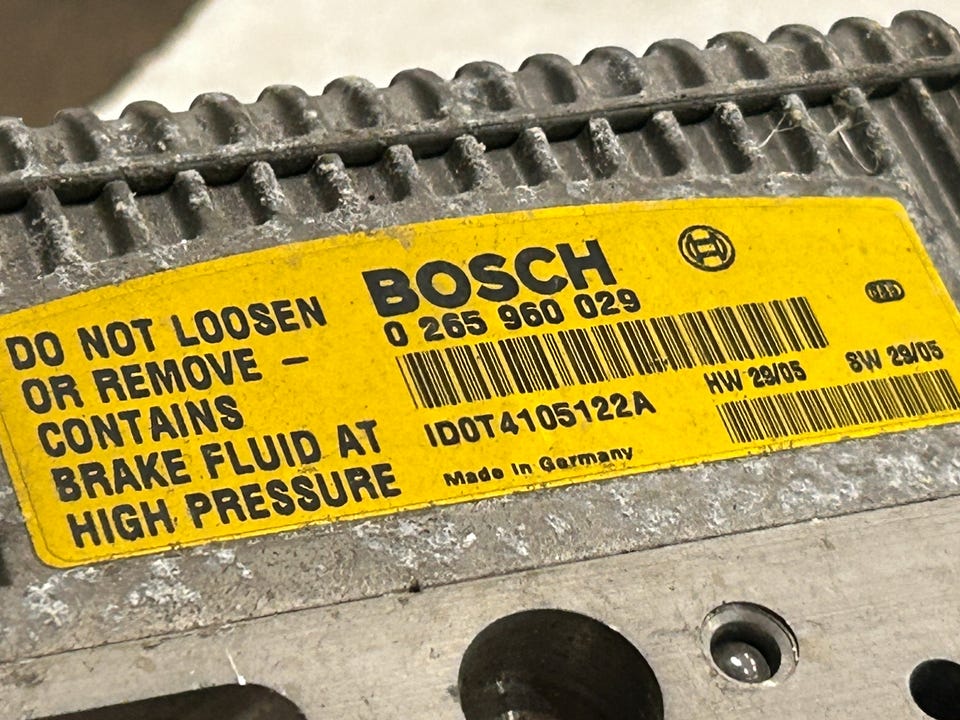 DO NOT LOOSEN
OR REMOVE –
CONTAINS
BRAKE FLUID AT
HIGH PRESSURE
BOSCH
0 265 960 029
ID0T4105122A
HW 29/05 SW 29/05
Made in Germany